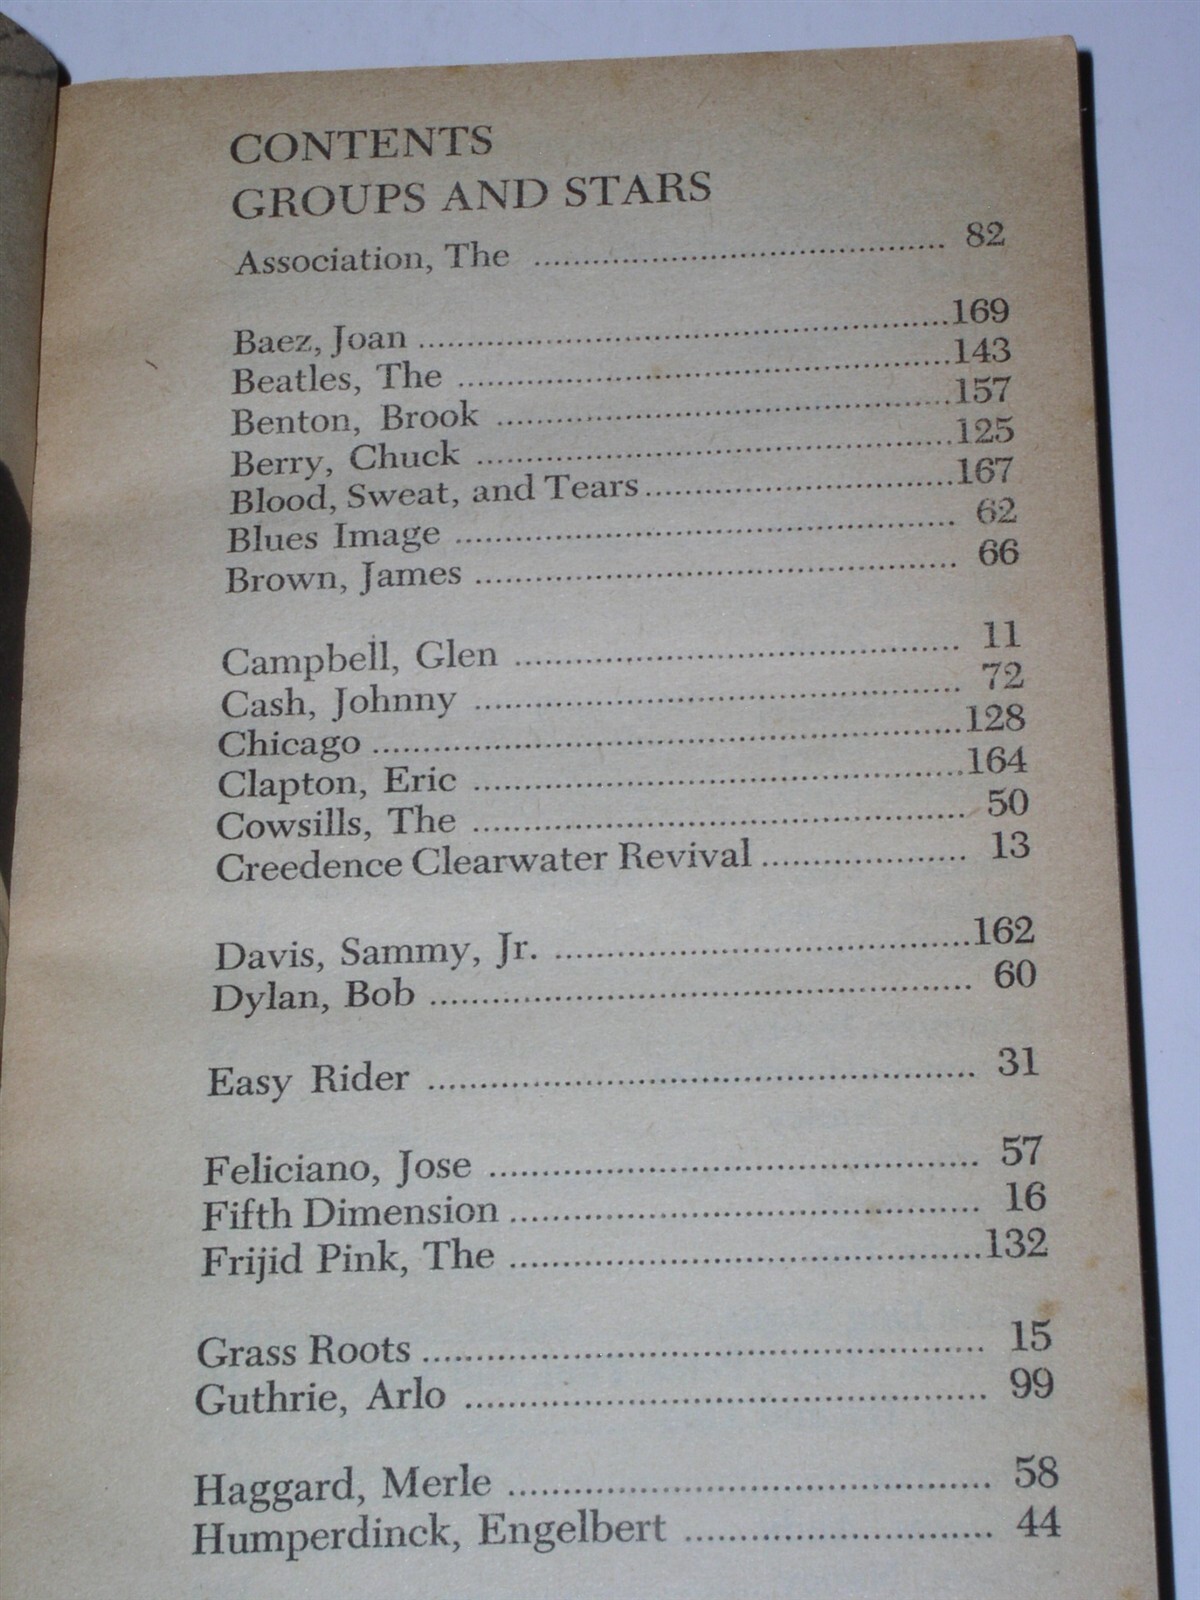 CONTENTS
GROUPS AND STARS
Association, The ........................................ 82
Baez, Joan ....................................................169
Beatles, The ................................................143
Benton, Brook ............................................157
Berry, Chuck ..............................................125
Blood, Sweat, and Tears..............................167
Blues Image ................................................ 62
Brown, James .............................................. 66
Campbell, Glen ........................................... 11
Cash, Johnny ............................................... 72
Chicago .........................................................128
Clapton, Eric ................................................164
Cowsills, The ................................................ 50
Creedence Clearwater Revival .................... 13
Davis, Sammy, Jr. .........................................162
Dylan, Bob ..................................................... 60
Easy Rider ..................................................... 31
Feliciano, Jose ................................................ 57
Fifth Dimension .............................................. 16
Frijid Pink, The ..............................................132
Grass Roots ...................................................... 15
Guthrie, Arlo .................................................. 99
Haggard, Merle ............................................... 58
Humperdinck, Engelbert .............................. 44